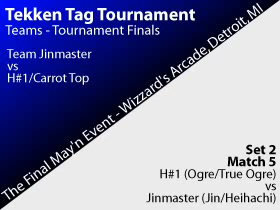 Tekken Tag Tournament
Teams - Tournament Finals
Team Jinmaster
vs
H#1/Carrot Top
The Final May'n Event - Wizzard's Arcade,Detroit,MI
Set 2
Match 5
H#1 (Ogre/True Ogre)
vs
Jinmaster (Jin/Heihachi)